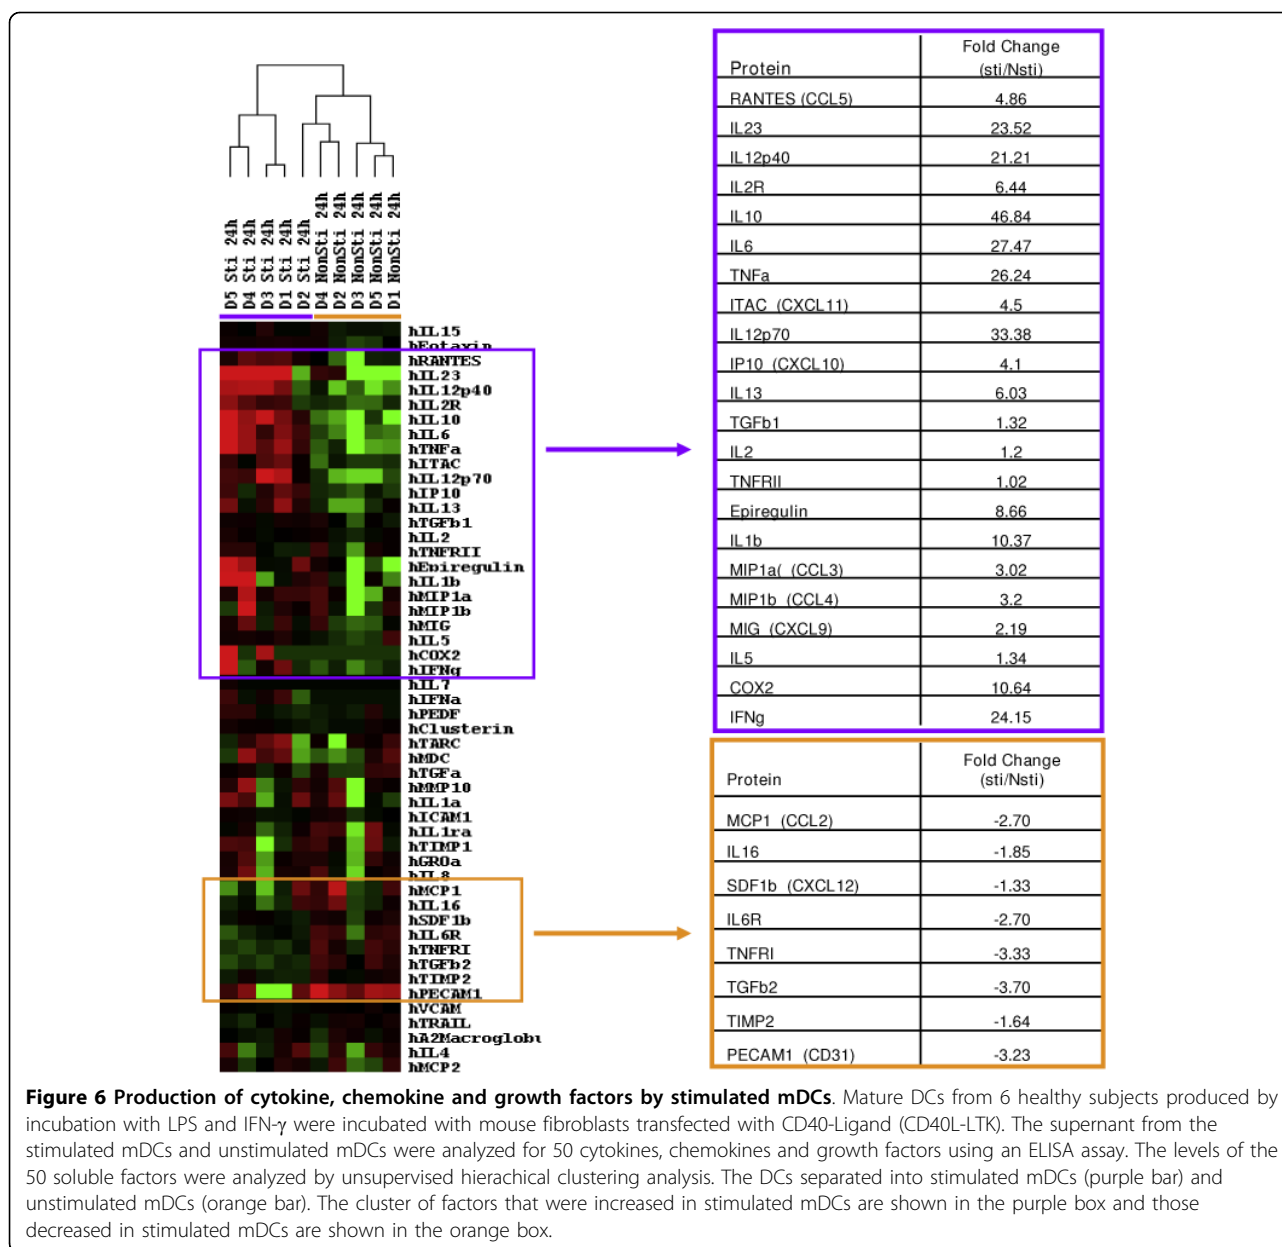 D5 Sti 24h
D4 Sti 24h
D3 Sti 24h
D1 Sti 24h
D2 Sti 24h
D4 NonSti 24h
D2 NonSti 24h
D3 NonSti 24h
D5 NonSti 24h
D1 NonSti 24h
hIL15
hEotaxin
hRANTES
hIL23
hIL12p40
hIL2R
hIL10
hIL6
hTNFa
hITAC
hIL12p70
hIP10
hIL13
hTGFb1
hIL2
hTNFRII
hEpiregulin
hIL1b
hMIP1a
hMIP1b
hMIG
hIL5
hCOX2
hIFNg
hIL7
hIFNa
hPEDF
hClusterin
hTARC
hMDC
hTGFa
hMMP10
hIL1a
hICAM1
hIL1ra
hTIMP1
hGROa
hIL8
hMCP1
hIL16
hSDF1b
hIL6R
hTNFRI
hTGFb2
hTIMP2
hPECAM1
hVCAM
hTRAIL
hA2Macroglobu
hIL4
hMCP2
Protein Fold Change
(sti/Nsti)
RANTES (CCL5) 4.86
IL23 23.52
IL12p40 21.21
IL2R 6.44
IL10 46.84
IL6 27.47
TNFa 26.24
ITAC (CXCL11) 4.5
IL12p70 33.38
IP10 (CXCL10) 4.1
IL13 6.03
TGFb1 1.32
IL2 1.2
TNFRII 1.02
Epiregulin 8.66
IL1b 10.37
MIP1a( (CCL3) 3.02
MIP1b (CCL4) 3.2
MIG (CXCL9) 2.19
IL5 1.34
COX2 10.64
IFNg 24.15
Protein Fold Change
(sti/Nsti)
MCP1 (CCL2) -2.70
IL16 -1.85
SDF1b (CXCL12) -1.33
IL6R -2.70
TNFRI -3.33
TGFb2 -3.70
TIMP2 -1.64
PECAM1 (CD31) -3.23
Figure 6 Production of cytokine, chemokine and growth factors by stimulated mDCs. Mature DCs from 6 healthy subjects produced by
incubation with LPS and IFN-γ were incubated with mouse fibroblasts transfected with CD40-Ligand (CD40L-LTK). The supernant from the
stimulated mDCs and unstimulated mDCs were analyzed for 50 cytokines, chemokines and growth factors using an ELISA assay. The levels of the
50 soluble factors were analyzed by unsupervised hierachical clustering analysis. The DCs separated into stimulated mDCs (purple bar) and
unstimulated mDCs (orange bar). The cluster of factors that were increased in stimulated mDCs are shown in the purple box and those
decreased in stimulated mDCs are shown in the orange box.